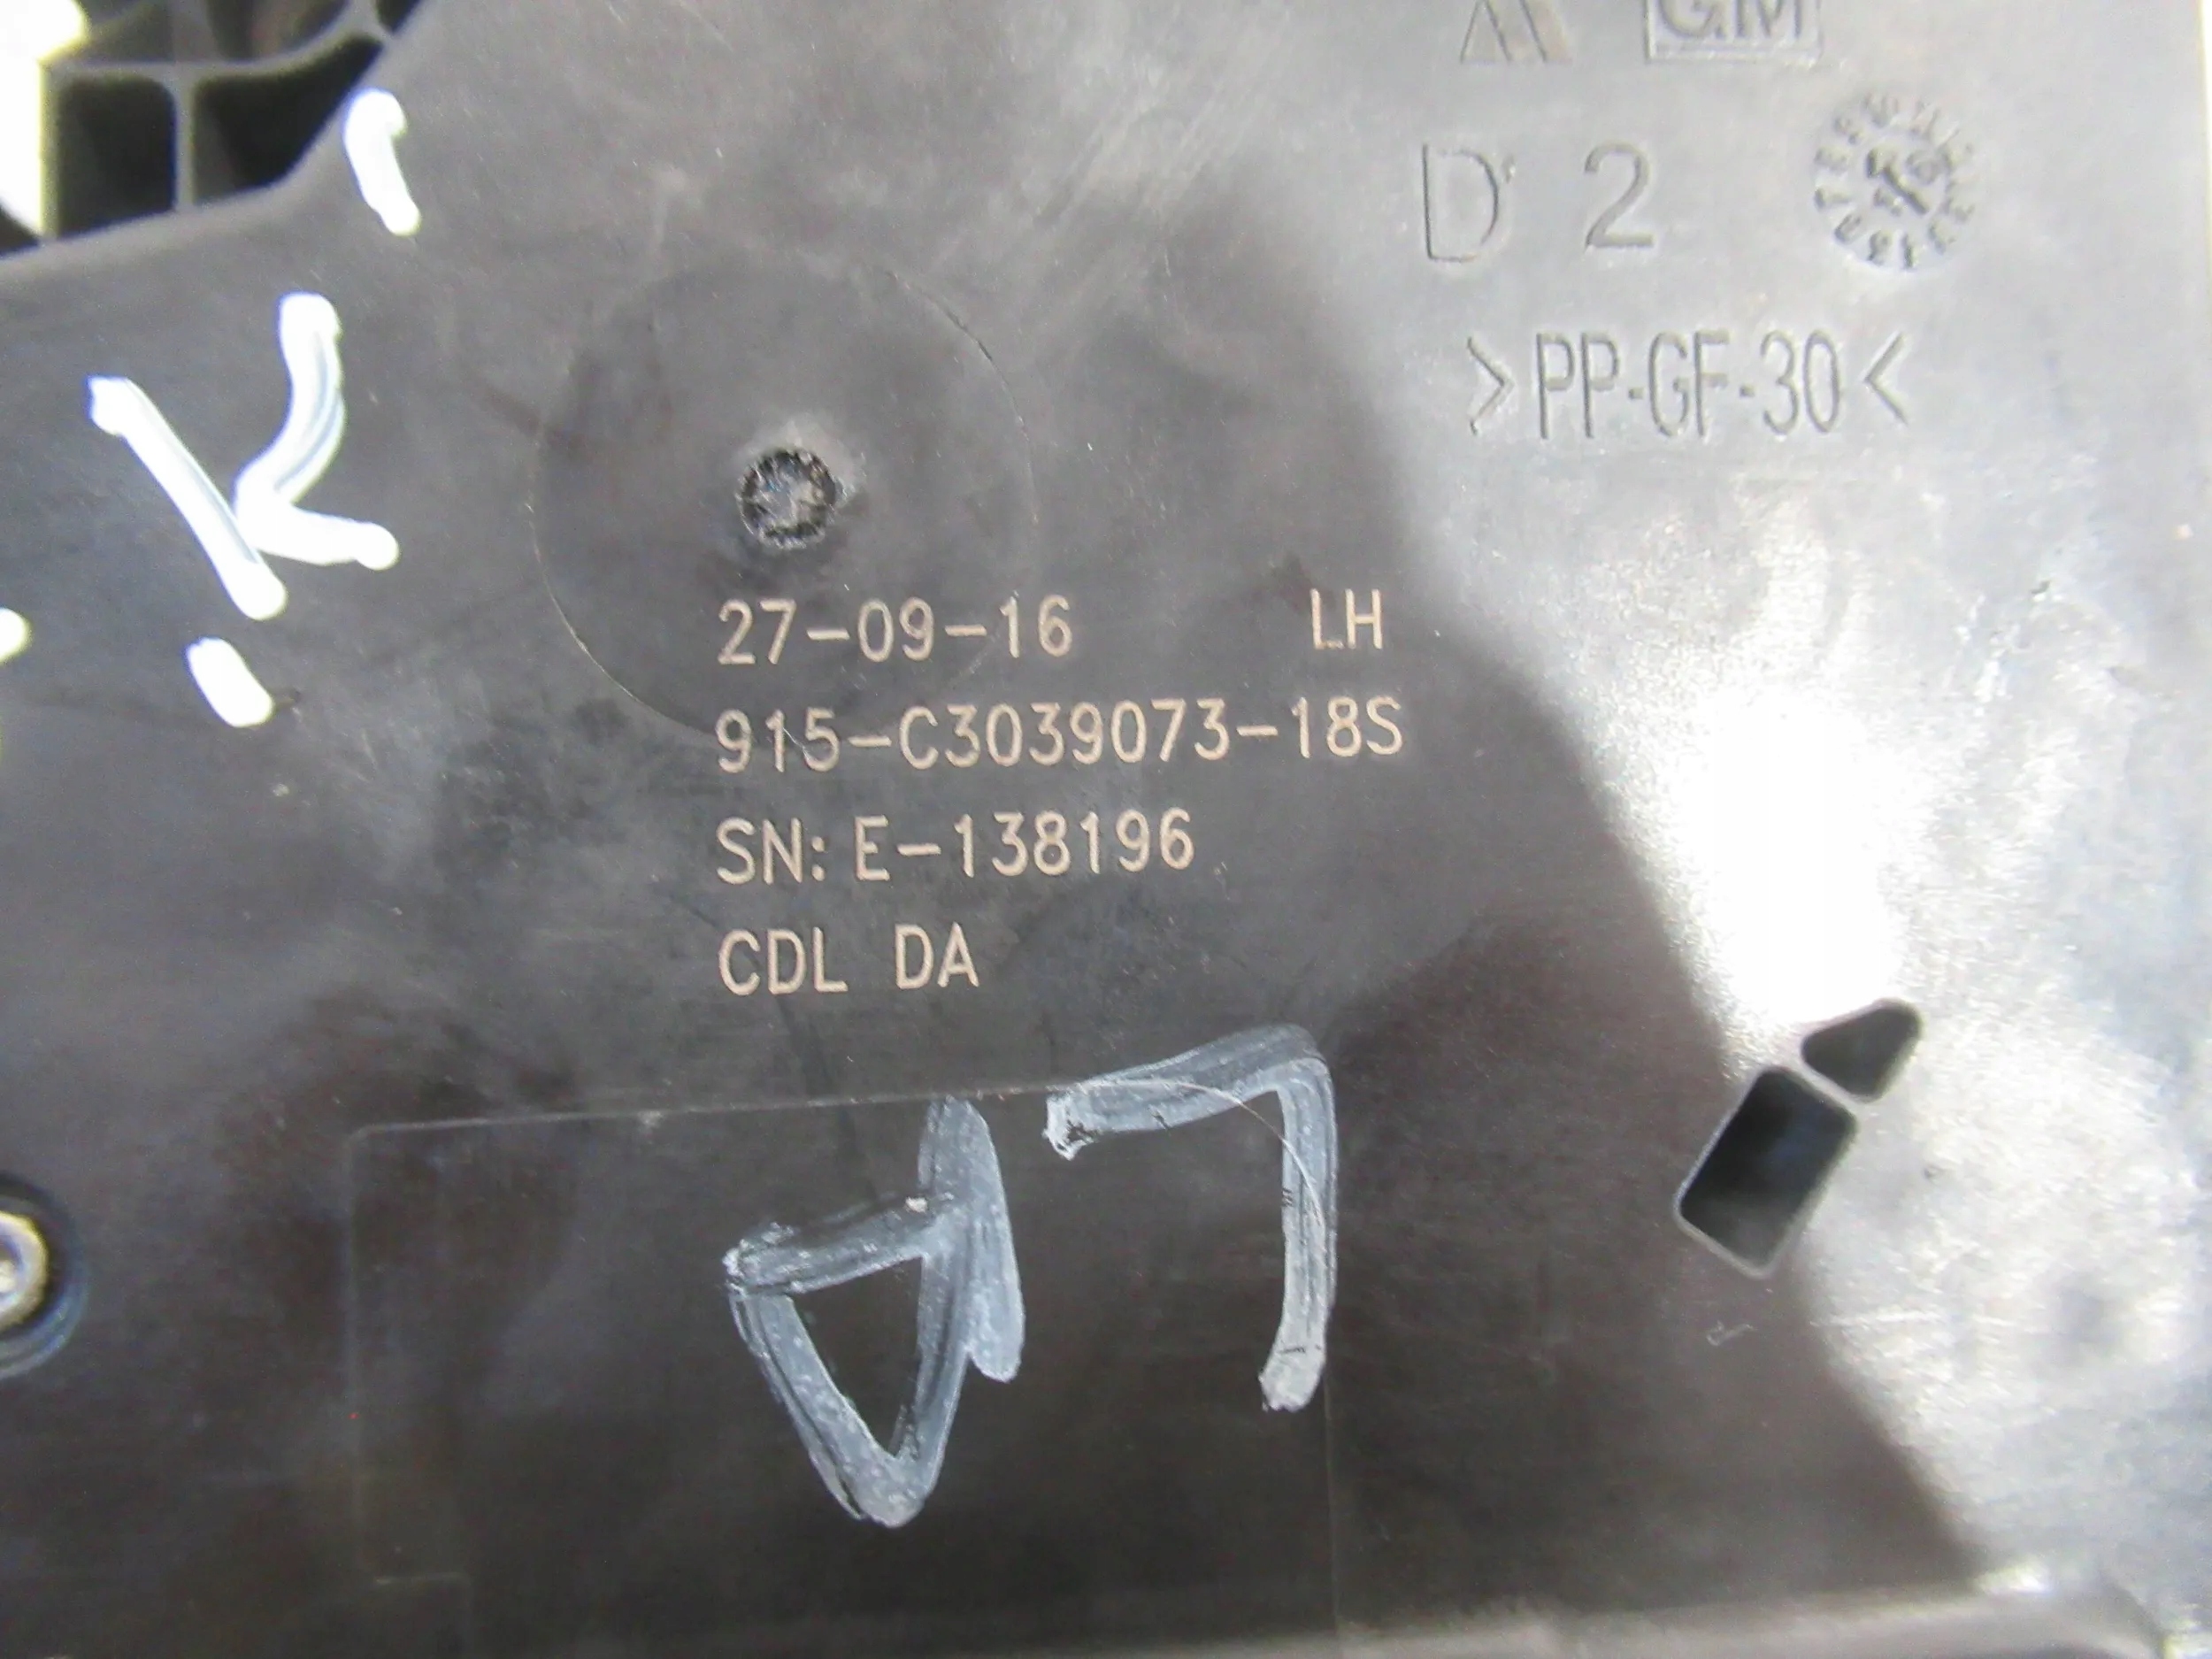 GM
D 2
>PP-GF-30<
K
27-09-16 LH
915-C3039073-18S
SN: E-138196
CDL DA